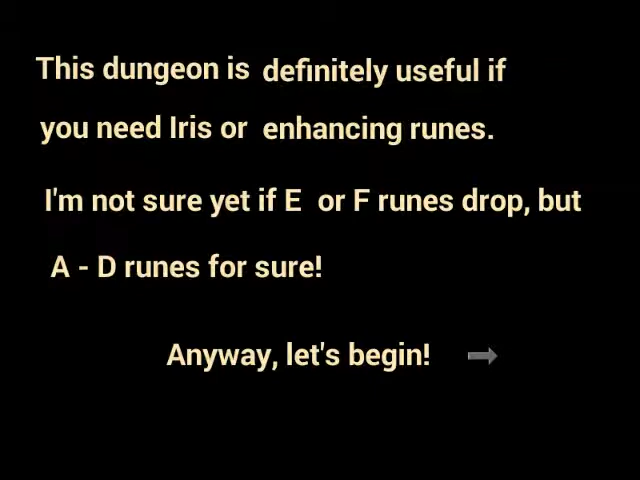 This dungeon is definitely useful if
you need Iris or enhancing runes.
I'm not sure yet if E or F runes drop, but
A - D runes for sure!
Anyway, let's begin!